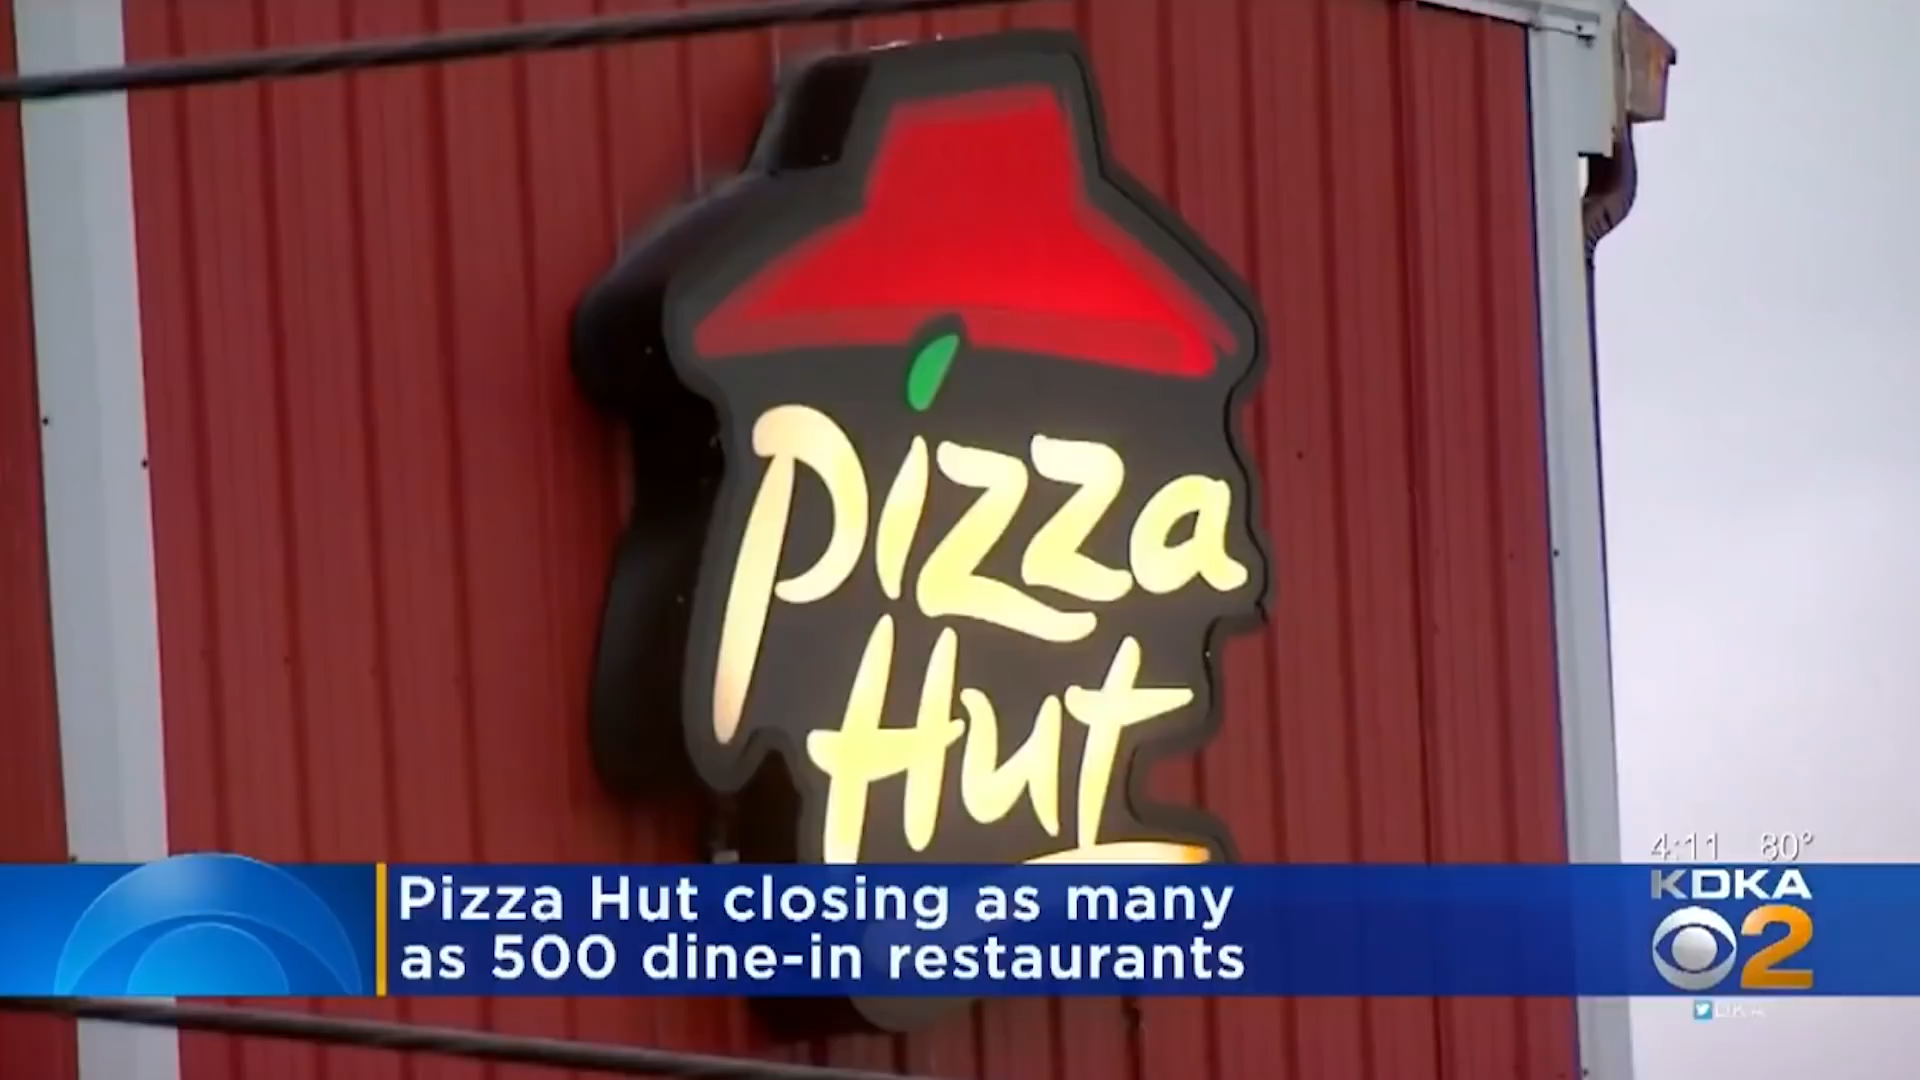 Pizza
Hut
4:11 80°
KDKA
2
Pizza Hut closing as many
as 500 dine-in restaurants